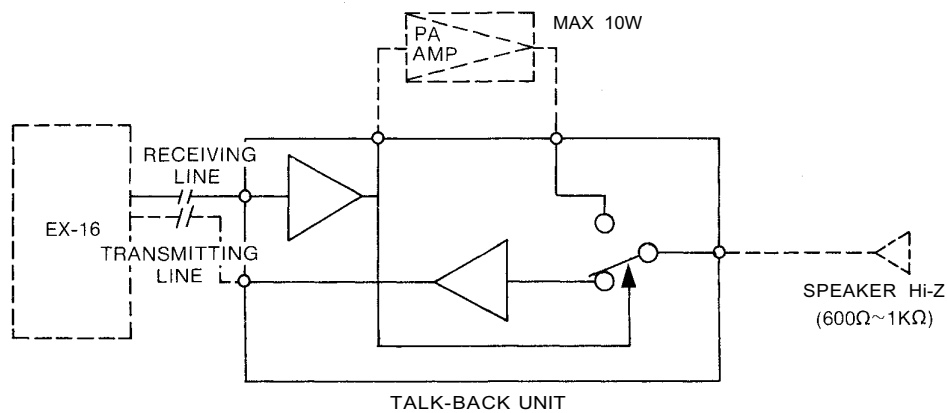 PA
AMP
MAX 10W
RECEIVING
LINE
EX-16
TRANSMITTING
LINE
SPEAKER Hi-Z
(600Ω~1KΩ)
TALK-BACK UNIT